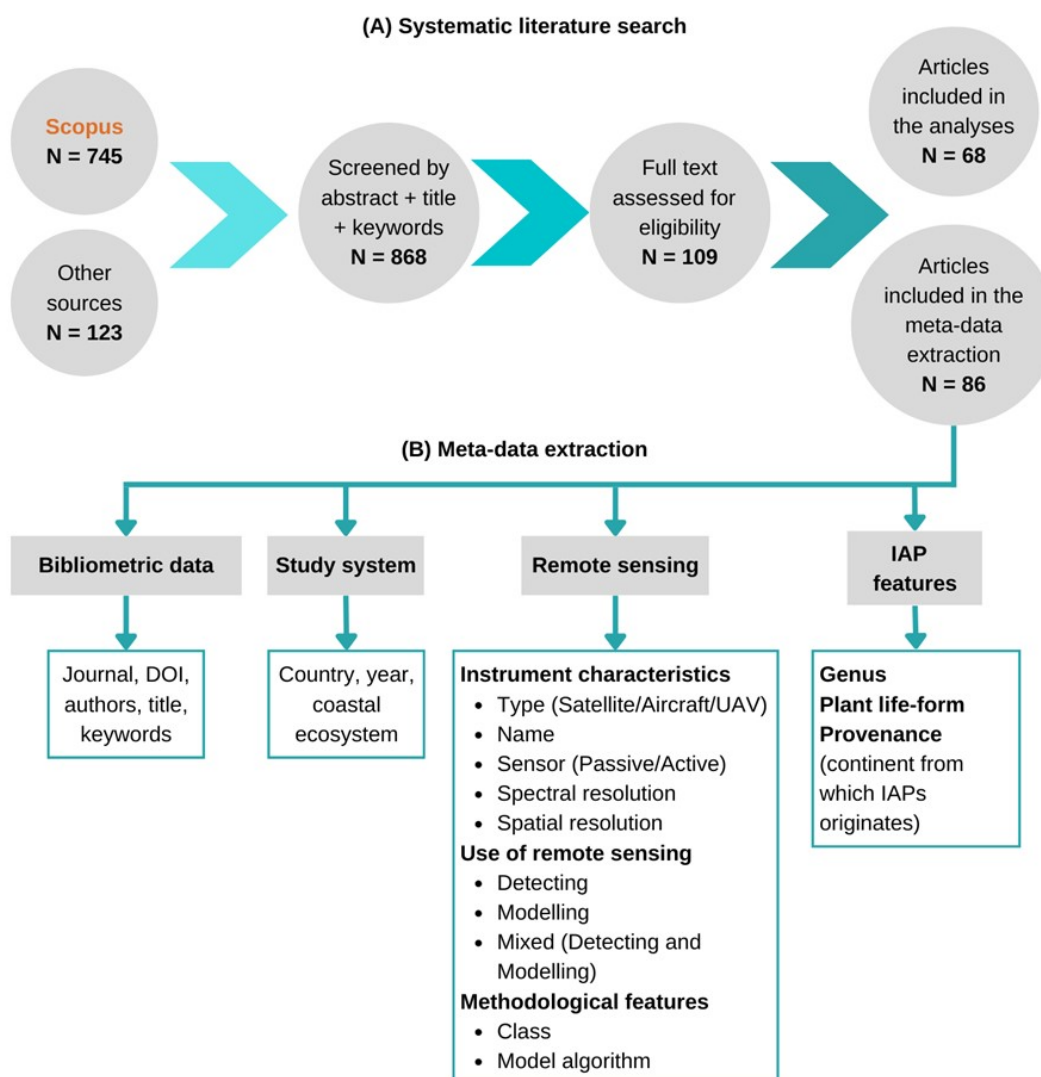 (A) Systematic literature search
Scopus
N = 745
Other
sources
N = 123
Screened by
abstract + title
+ keywords
N = 868
Full text
assessed for
eligibility
N = 109
Articles
included in
the analyses
N = 68
Articles
included in the
meta-data
extraction
N = 86
(B) Meta-data extraction
Bibliometric data
Journal, DOI,
authors, title,
keywords
Study system
Country, year,
coastal
ecosystem
Remote sensing
Instrument characteristics
• Type (Satellite/Aircraft/UAV)
• Name
• Sensor (Passive/Active)
• Spectral resolution
• Spatial resolution
Use of remote sensing
• Detecting
• Modelling
• Mixed (Detecting and
Modelling)
Methodological features
• Class
• Model algorithm
IAP
features
Genus
Plant life-form
Provenance
(continent from
which IAPs
originates)